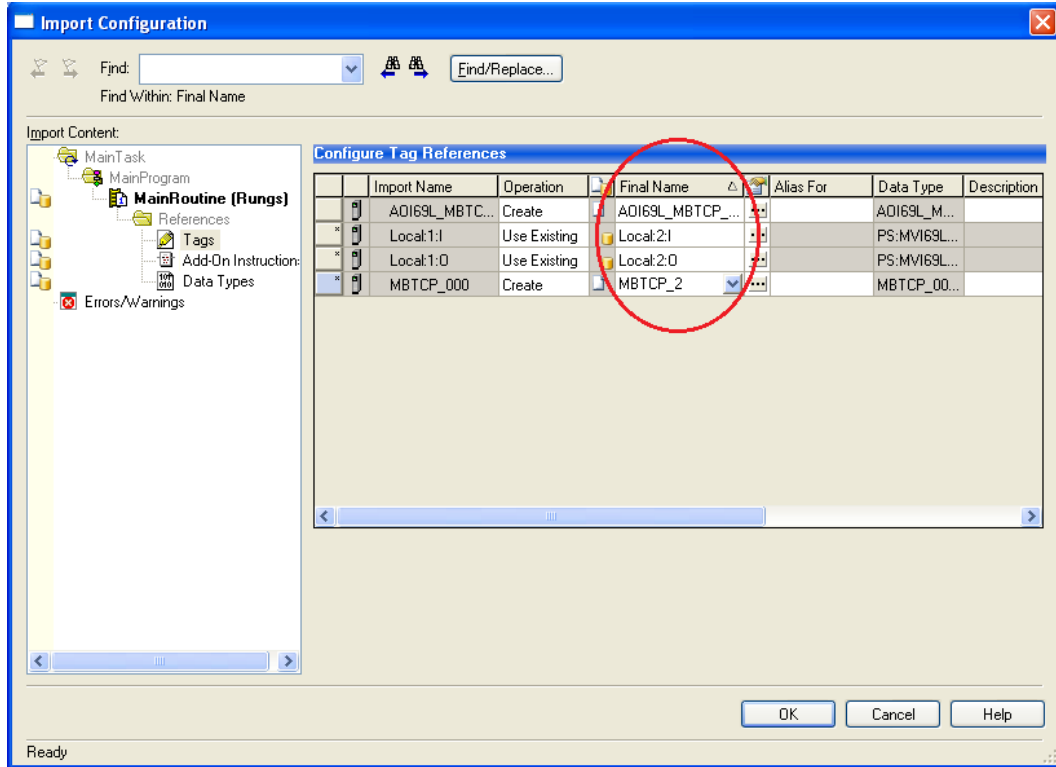 Import Configuration
Find:
Find/Replace...
Find Within: Final Name
Import Content:
MainTask
MainProgram
MainRoutine (Rungs)
References
Tags
Add-On Instruction:
Data Types
Errors/Warnings
Configure Tag References
Import Name Operation Final Name Alias For Data Type Description
AOI69L_MBTC... Create AOI69L_MBTCP_... ... AOI69L_M...
* Local:1:I Use Existing Local:2:I ... PS:MVI69L...
* Local:1:O Use Existing Local:2:O ... PS:MVI69L...
* MBTCP_000 Create MBTCP_2 ... MBTCP_00...
OK Cancel Help
Ready